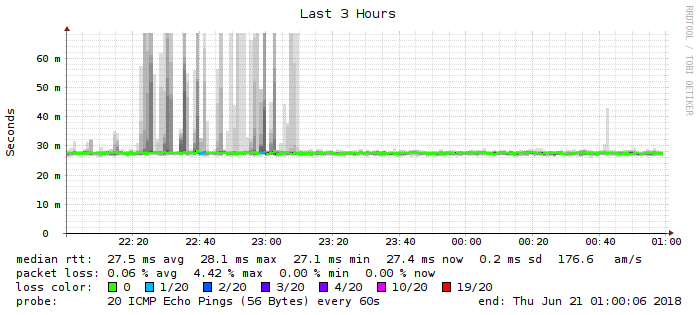 Last 3 Hours
RRDTOOL / TOBI OETIKER
Seconds
60 m
50 m
40 m
30 m
20 m
10 m
0
22:20 22:40 23:00 23:20 23:40 00:00 00:20 00:40 01:00
median rtt: 27.5 ms avg 28.1 ms max 27.1 ms min 27.4 ms now 0.2 ms sd 176.6 am/s
packet loss: 0.06 % avg 4.42 % max 0.00 % min 0.00 % now
loss color: 0 1/20 2/20 3/20 4/20 10/20 19/20
probe: 20 ICMP Echo Pings (56 Bytes) every 60s end: Thu Jun 21 01:00:06 2018